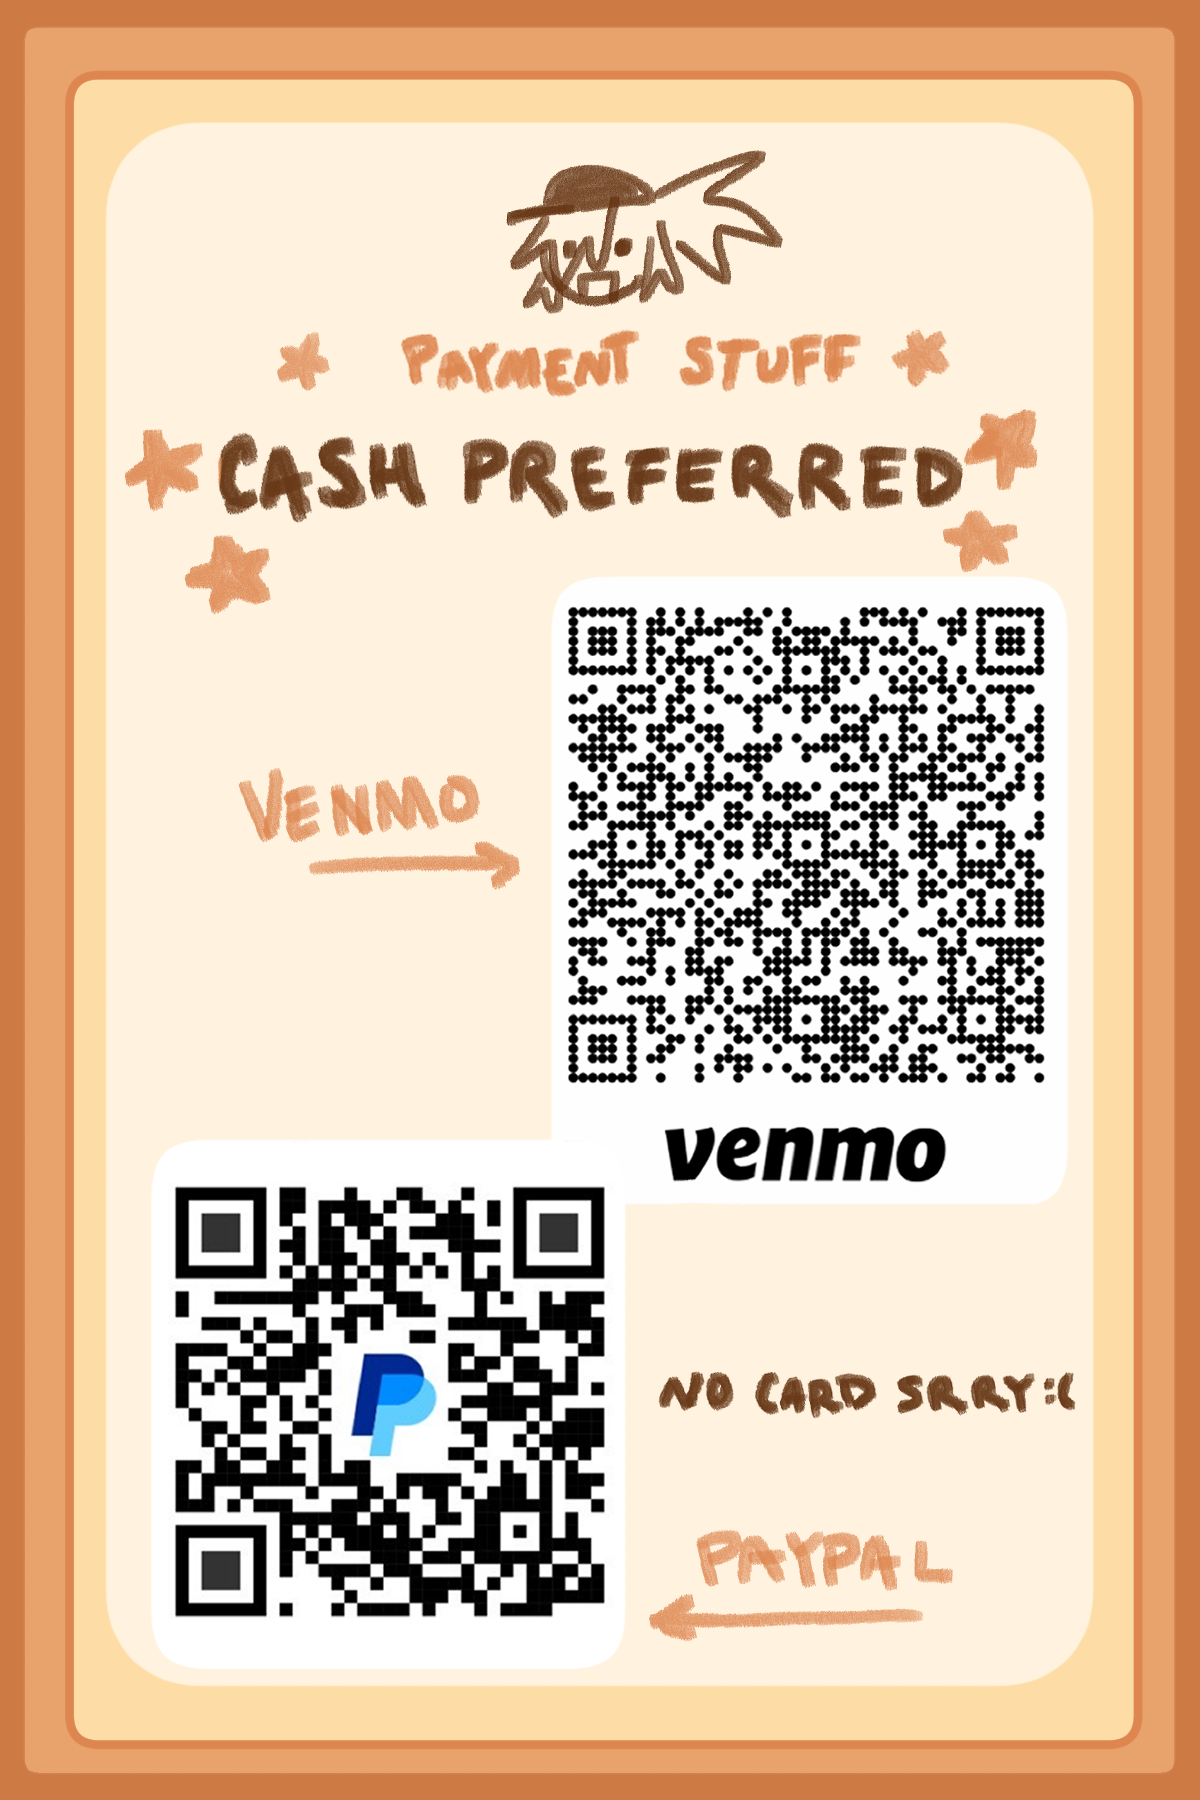 PAYMENT STUFF
CASH PREFERRED
VENMO
venmo
NO CARD SRRY :(
PAYPAL